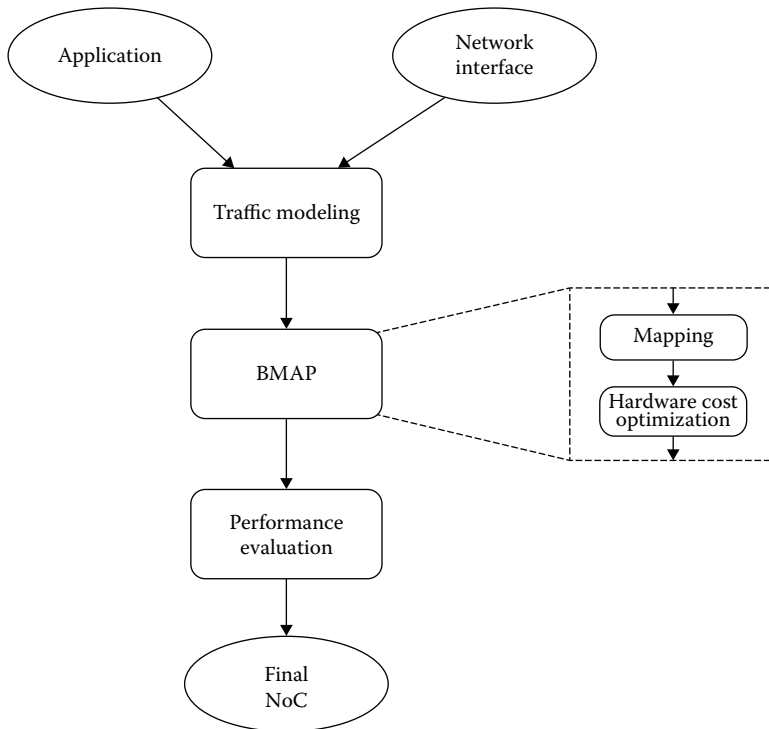 Application
Network
interface
Traffic modeling
BMAP
Mapping
Hardware cost
optimization
Performance
evaluation
Final
NoC